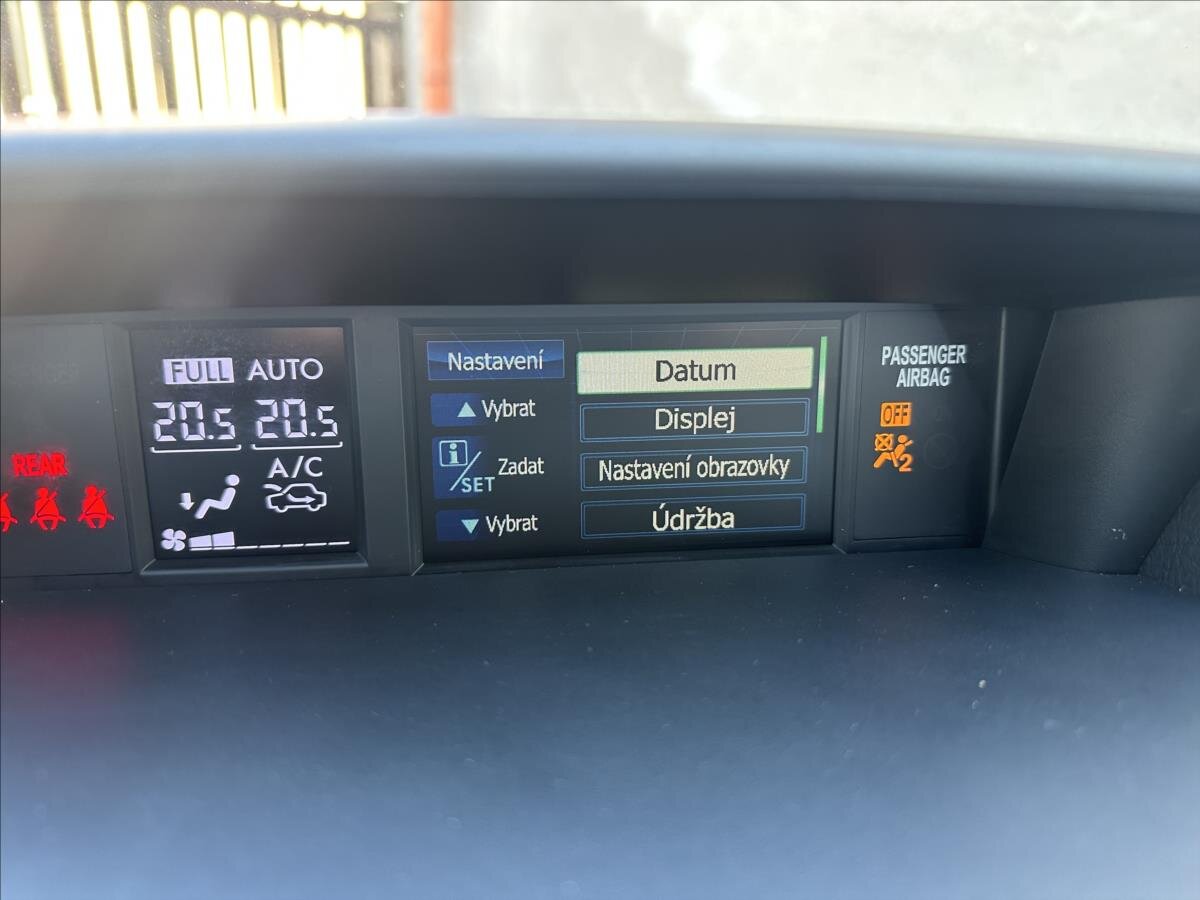 REAR
FULL AUTO
20.5 20.5
A/C
Nastavení
Vybrat
i/SET Zadat
Vybrat
Datum
Displej
Nastavení obrazovky
Údržba
PASSENGER
AIRBAG
OFF
2